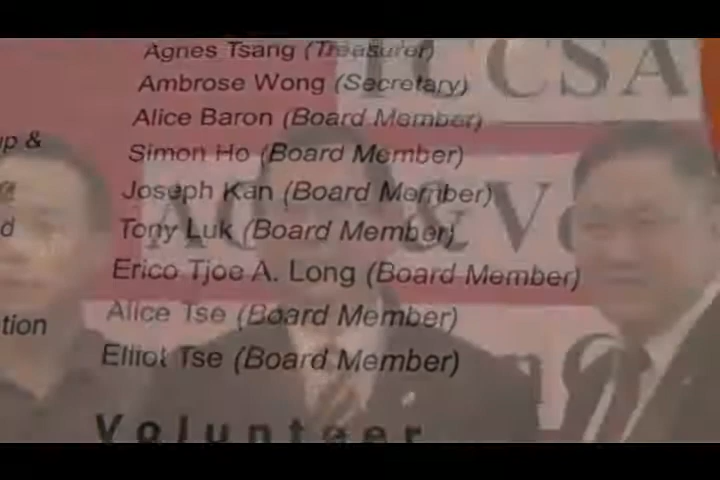 Agnes Tsang (Treasurer)
Ambrose Wong (Secretary)
Alice Baron (Board Member)
Simon Ho (Board Member)
Joseph Kan (Board Member)
Tony Luk (Board Member)
Erico Tjoe A. Long (Board Member)
Alice Tse (Board Member)
Elliot Tse (Board Member)
Volunteer
CCSA
&